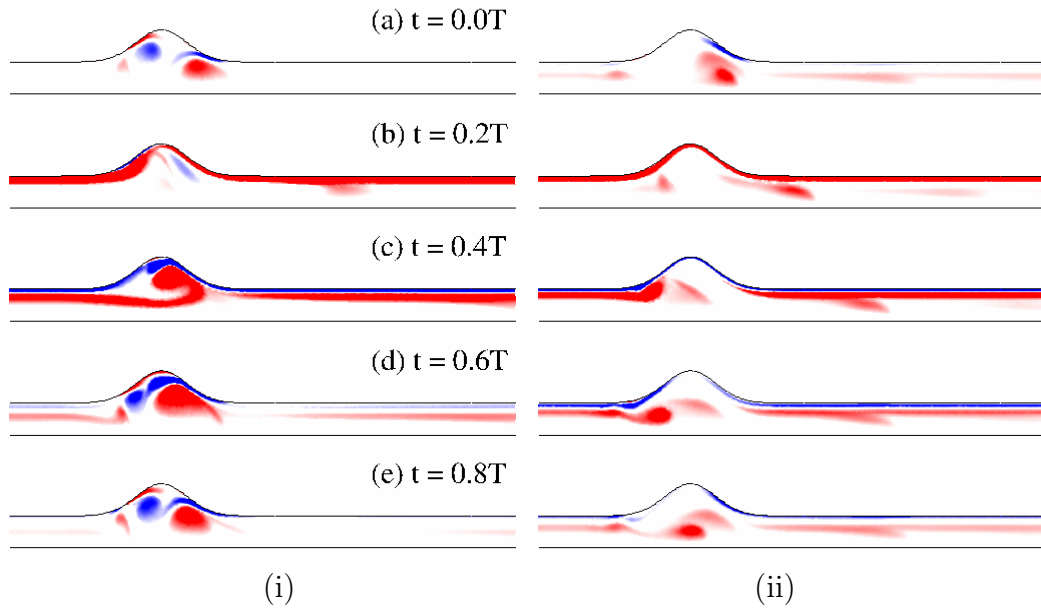 (a) t = 0.0T
(b) t = 0.2T
(c) t = 0.4T
(d) t = 0.6T
(e) t = 0.8T
(i)
(ii)